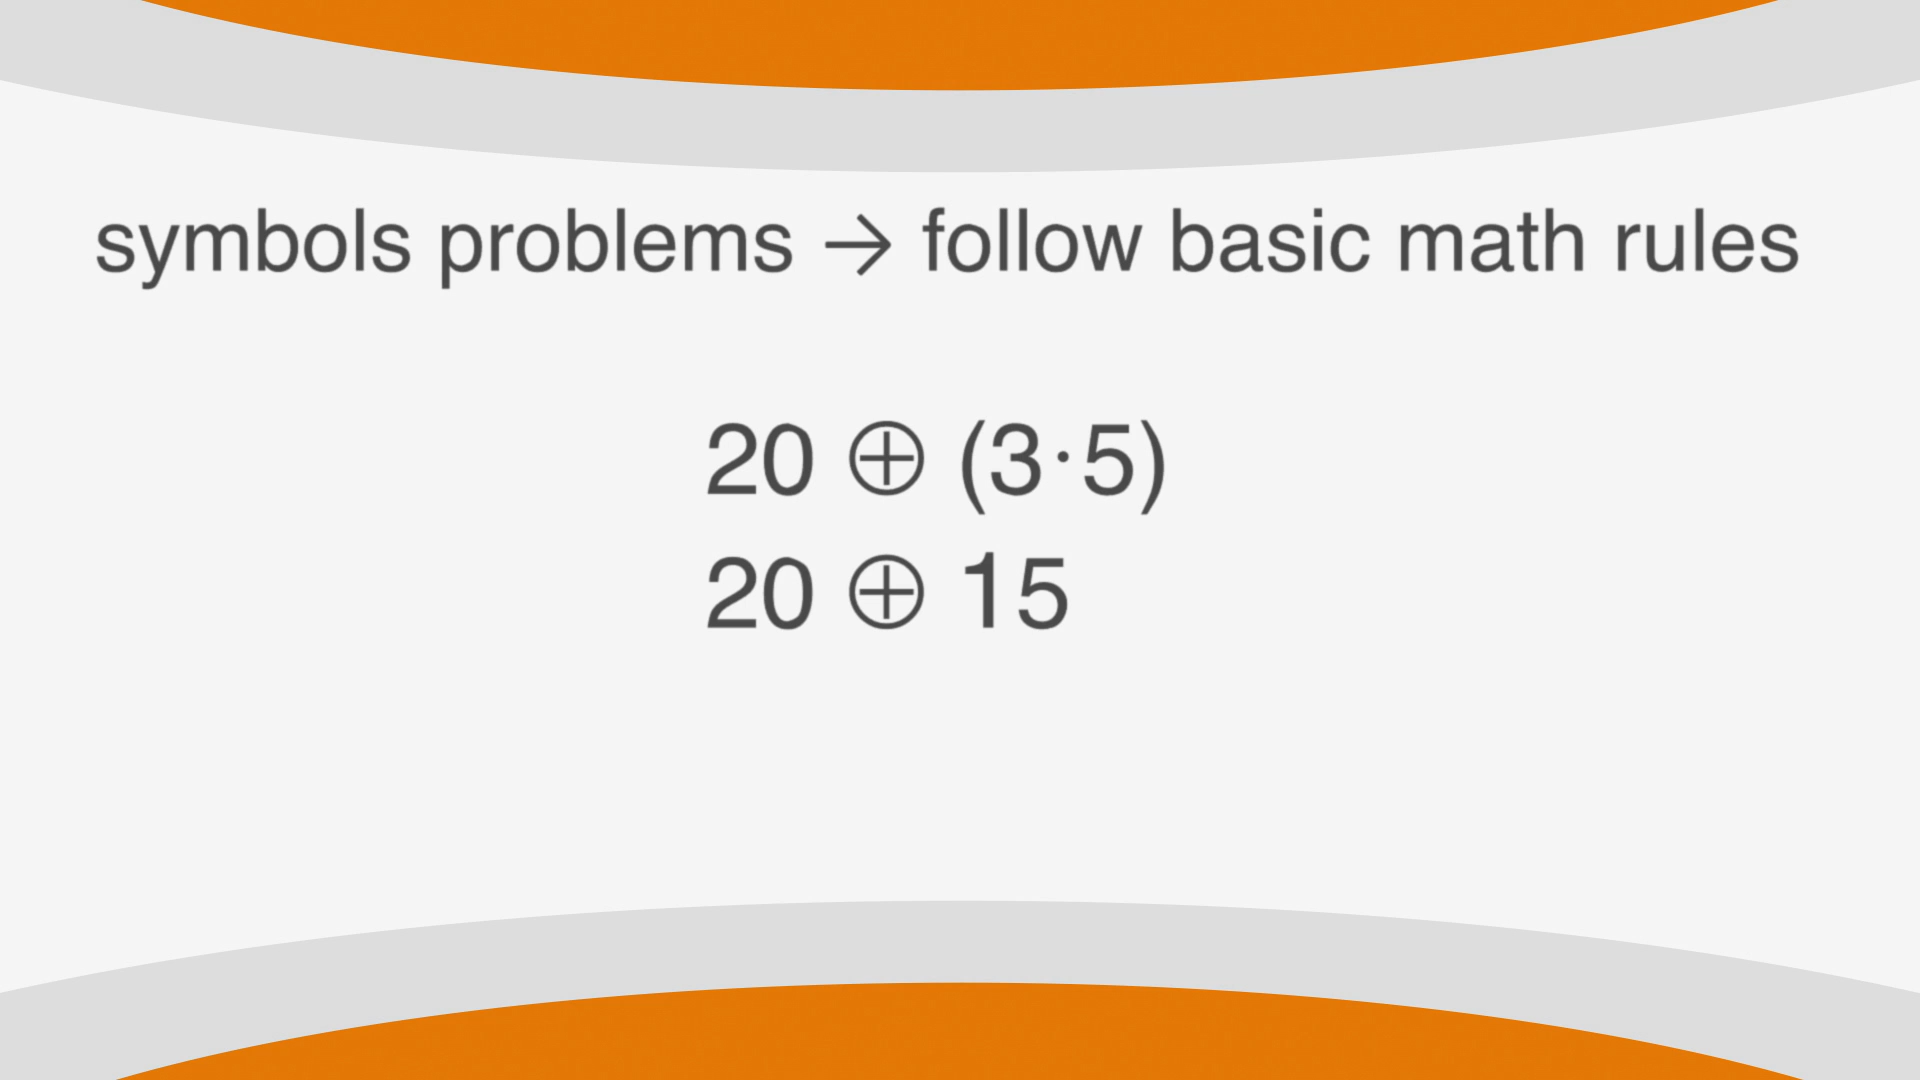 symbols problems → follow basic math rules
20 ⊕ (3·5)
20 ⊕ 15